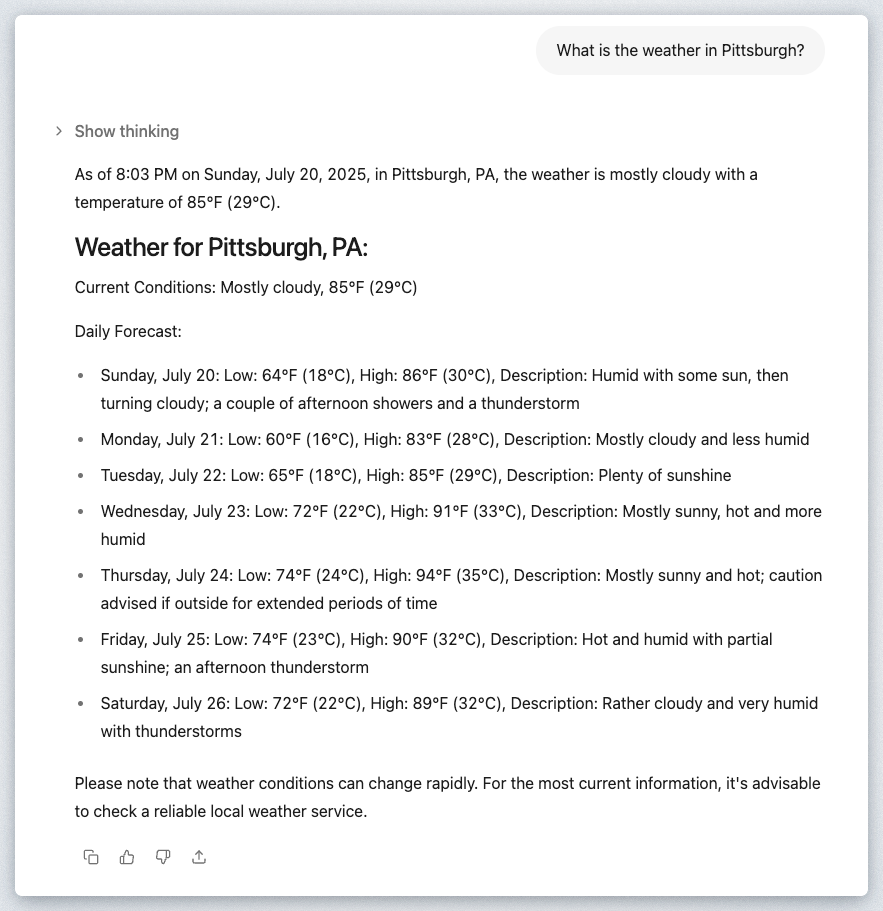 What is the weather in Pittsburgh?
Show thinking
As of 8:03 PM on Sunday, July 20, 2025, in Pittsburgh, PA, the weather is mostly cloudy with a
temperature of 85°F (29°C).
Weather for Pittsburgh, PA:
Current Conditions: Mostly cloudy, 85°F (29°C)
Daily Forecast:
• Sunday, July 20: Low: 64°F (18°C), High: 86°F (30°C), Description: Humid with some sun, then
turning cloudy; a couple of afternoon showers and a thunderstorm
• Monday, July 21: Low: 60°F (16°C), High: 83°F (28°C), Description: Mostly cloudy and less humid
• Tuesday, July 22: Low: 65°F (18°C), High: 85°F (29°C), Description: Plenty of sunshine
• Wednesday, July 23: Low: 72°F (22°C), High: 91°F (33°C), Description: Mostly sunny, hot and more
humid
• Thursday, July 24: Low: 74°F (24°C), High: 94°F (35°C), Description: Mostly sunny and hot; caution
advised if outside for extended periods of time
• Friday, July 25: Low: 74°F (23°C), High: 90°F (32°C), Description: Hot and humid with partial
sunshine; an afternoon thunderstorm
• Saturday, July 26: Low: 72°F (22°C), High: 89°F (32°C), Description: Rather cloudy and very humid
with thunderstorms
Please note that weather conditions can change rapidly. For the most current information, it's advisable
to check a reliable local weather service.